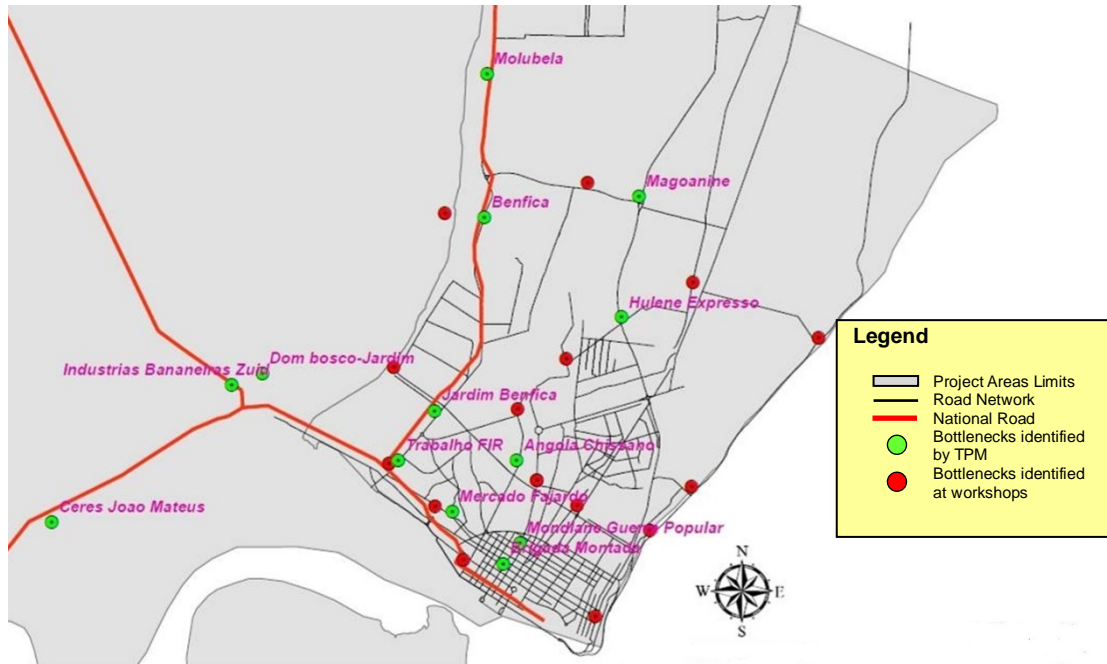 Molubela
Magoanine
Benfica
Hulene Expresso
Dom bosco-Jardim
Industrias Bananeiras Zuid
Jardim Benfica
Trabalho FIR
Angola Chissano
Mercado Fajardo
Ceres Joao Mateus
Mondlane Guerra Popular
Brigada Montada
Legend
Project Areas Limits
Road Network
National Road
Bottlenecks identified
by TPM
Bottlenecks identified
at workshops
N
W
E
S